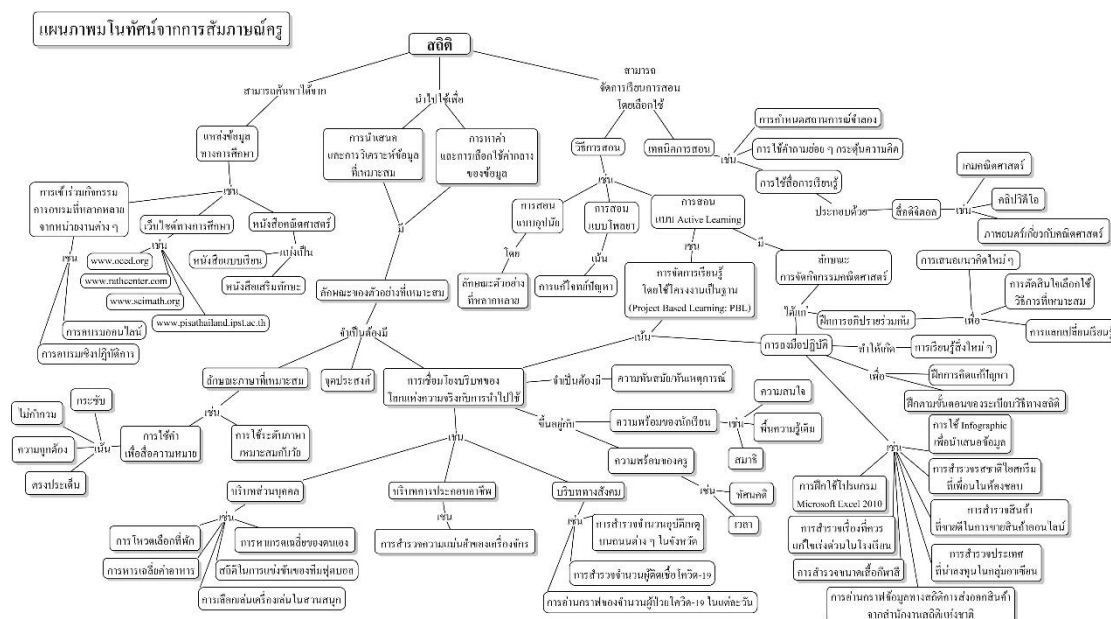 แผนภาพมโนทัศน์จากการสัมภาษณ์ครู
สถิติ
สามารถค้นหาได้จาก
นำไปใช้เพื่อ
สามารถ
จัดการเรียนการสอน
โดยเลือกใช้
แหล่งข้อมูล
ทางการศึกษา
การนำเสนอ
และการวิเคราะห์ข้อมูล
ที่เหมาะสม
การหาค่า
และการเลือกใช้ค่ากลาง
ของข้อมูล
วิธีการสอน
เทคนิคการสอน
เช่น
การกำหนดสถานการณ์จำลอง
การใช้คำถามย่อย ๆ กระตุ้นความคิด
การใช้สื่อการเรียนรู้
ประกอบด้วย
สื่อดิจิตอล
เช่น
เกมคณิตศาสตร์
คลิปวิดีโอ
ภาพยนตร์เกี่ยวกับคณิตศาสตร์
เช่น
การเข้าร่วมกิจกรรม
การอบรมที่หลากหลาย
จากหน่วยงานต่าง ๆ
เว็บไซต์ทางการศึกษา
หนังสือคณิตศาสตร์
เช่น
เช่น
แบ่งเป็น
www.oecd.org
หนังสือแบบเรียน
หนังสือเสริมทักษะ
www.scimath.org
www.pisathailand.ipst.ac.th
การอบรมออนไลน์
การอบรมเชิงปฏิบัติการ
มี
ลักษณะของตัวอย่างที่เหมาะสม
เช่น
การสอน
แบบอุปนัย
การสอน
แบบโพลยา
การสอน
แบบ Active Learning
โดย
เน้น
เช่น
มี
ลักษณะตัวอย่าง
ที่หลากหลาย
การแก้โจทย์ปัญหา
การจัดการเรียนรู้
โดยใช้โครงงานเป็นฐาน
(Project Based Learning: PBL)
ลักษณะ
การจัดกิจกรรมคณิตศาสตร์
ได้แก่
ฝึกการอภิปรายร่วมกัน
เพื่อ
การเสนอแนวคิดใหม่ ๆ
การตัดสินใจเลือกใช้
วิธีการที่เหมาะสม
การแลกเปลี่ยนเรียนรู้
เน้น
การลงมือปฏิบัติ
ทำให้เกิด
การเรียนรู้สิ่งใหม่ ๆ
เพื่อ
ฝึกการคิดแก้ปัญหา
ฝึกตามขั้นตอนของระเบียบวิธีทางสถิติ
จำเป็นต้องมี
ลักษณะภาษาที่เหมาะสม
จุดประสงค์
การเชื่อมโยงบริบทของ
โลกแห่งความจริงกับการนำไปใช้
จำเป็นต้องมี
ความทันสมัย/ทันเหตุการณ์
เช่น
การใช้คำ
เพื่อสื่อความหมาย
การใช้ระดับภาษา
เหมาะสมกับวัย
เน้น
กระชับ
ไม่กำกวม
ความถูกต้อง
ตรงประเด็น
ขึ้นอยู่กับ
ความพร้อมของนักเรียน
เช่น
ความสนใจ
พื้นความรู้เดิม
สมาธิ
ความพร้อมของครู
เช่น
ทัศนคติ
เวลา
เช่น
บริบทส่วนบุคคล
บริบทการประกอบอาชีพ
บริบททางสังคม
เช่น
การโหวตเลือกที่พัก
การหาเกรดเฉลี่ยของตนเอง
การหารเฉลี่ยค่าอาหาร
สถิติในการแข่งขันของทีมฟุตบอล
การเลือกเล่นเครื่องเล่นในสวนสนุก
เช่น
การสำรวจความแม่นยำของเครื่องจักร
เช่น
การสำรวจจำนวนอุบัติเหตุ
บนถนนต่าง ๆ ในจังหวัด
การสำรวจจำนวนผู้ติดเชื้อโควิด-19
การอ่านกราฟของจำนวนผู้ป่วยโควิด-19 ในแต่ละวัน
เช่น
การใช้ Infographic
เพื่อนำเสนอข้อมูล
การฝึกใช้โปรแกรม
Microsoft Excel 2010
การสำรวจรสชาติไอศกรีม
ที่เพื่อนในห้องชอบ
การสำรวจเรื่องที่ควร
แก้ไขเร่งด่วนในโรงเรียน
การสำรวจสินค้า
ที่ขายดีในการขายสินค้าออนไลน์
การสำรวจขนาดเสื้อกีฬาสี
การสำรวจประเทศ
ที่น่าลงทุนในกลุ่มอาเซียน
การอ่านกราฟข้อมูลทางสถิติการส่งออกสินค้า
จากสำนักงานสถิติแห่งชาติ